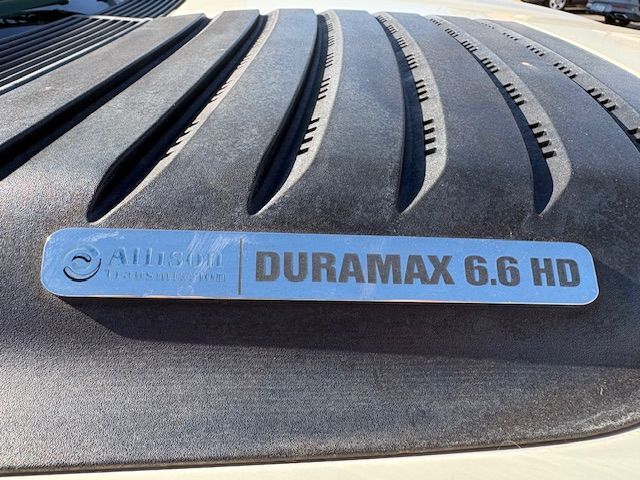 Allison
Transmission
DURAMAX 6.6 HD